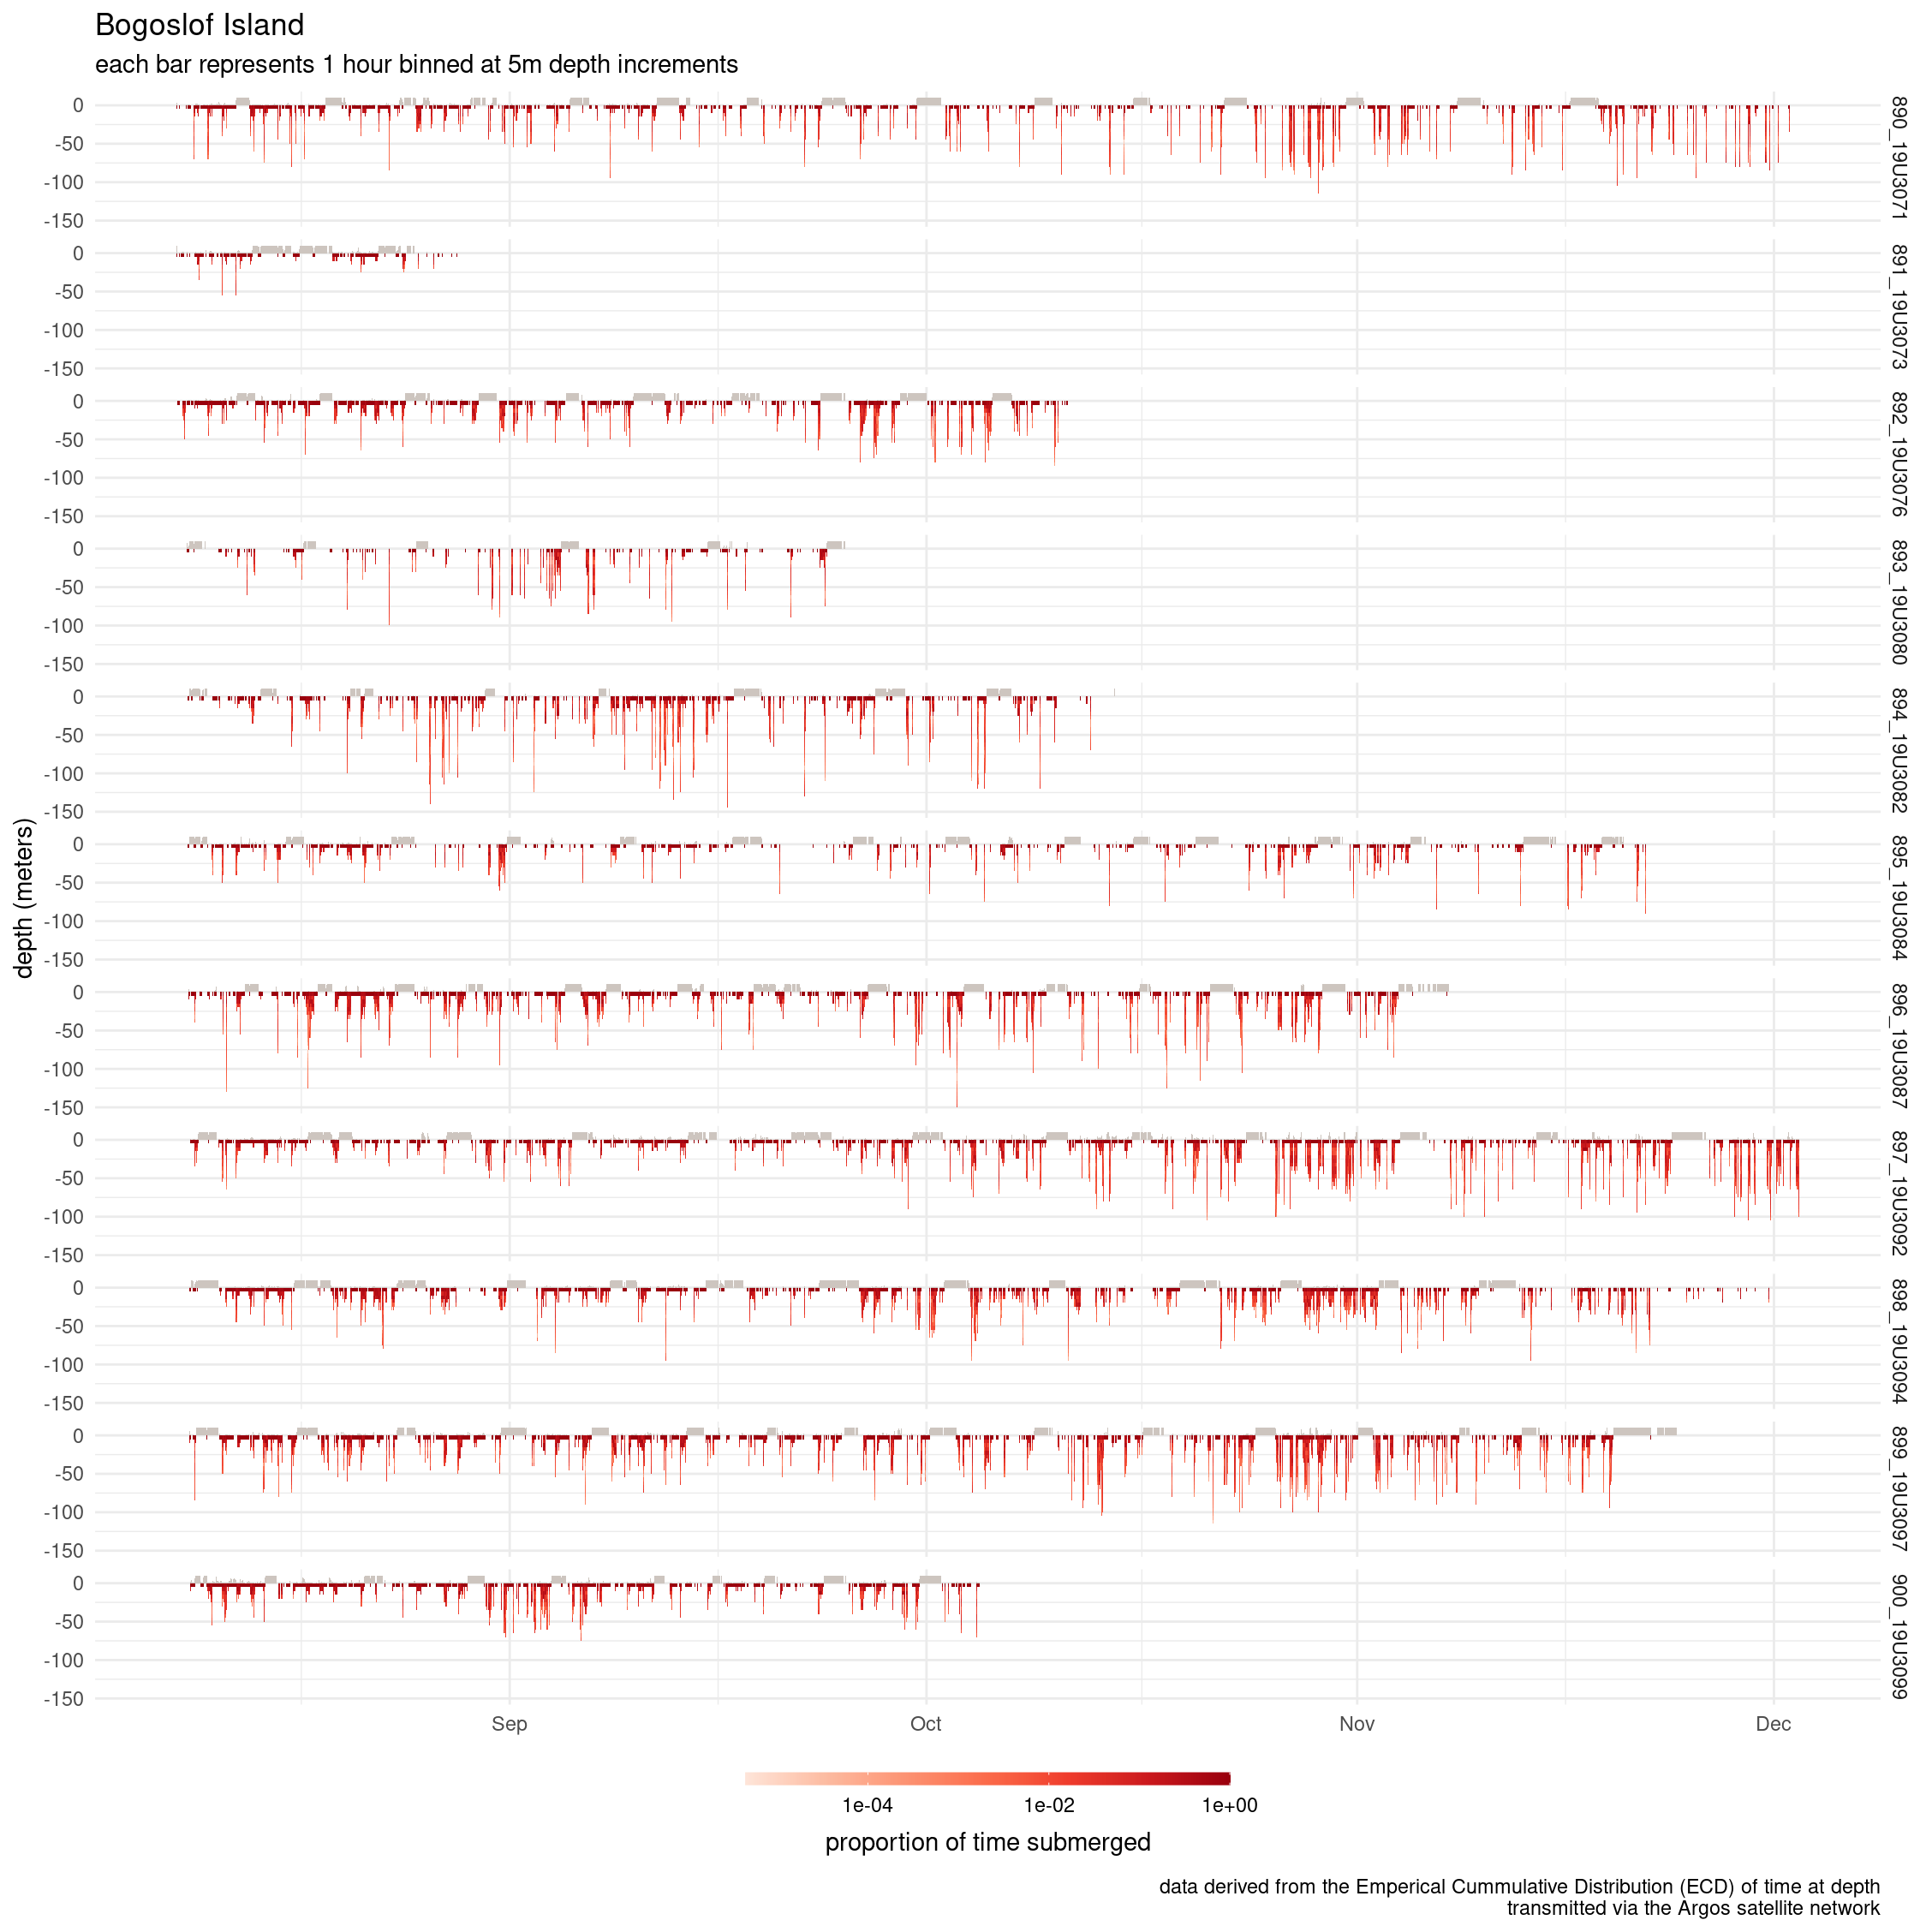 Bogoslof Island
each bar represents 1 hour binned at 5m depth increments
0
-50
-100
-150
890_19U3071
0
-50
-100
-150
891_19U3073
0
-50
-100
-150
892_19U3076
0
-50
-100
-150
893_19U3080
0
-50
-100
-150
894_19U3082
0
-50
-100
-150
895_19U3084
depth (meters)
0
-50
-100
-150
896_19U3087
0
-50
-100
-150
897_19U3092
0
-50
-100
-150
898_19U3094
0
-50
-100
-150
899_19U3097
0
-50
-100
-150
900_19U3099
Sep Oct Nov Dec
1e-04 1e-02 1e+00
proportion of time submerged
data derived from the Emperical Cummulative Distribution (ECD) of time at depth
transmitted via the Argos satellite network